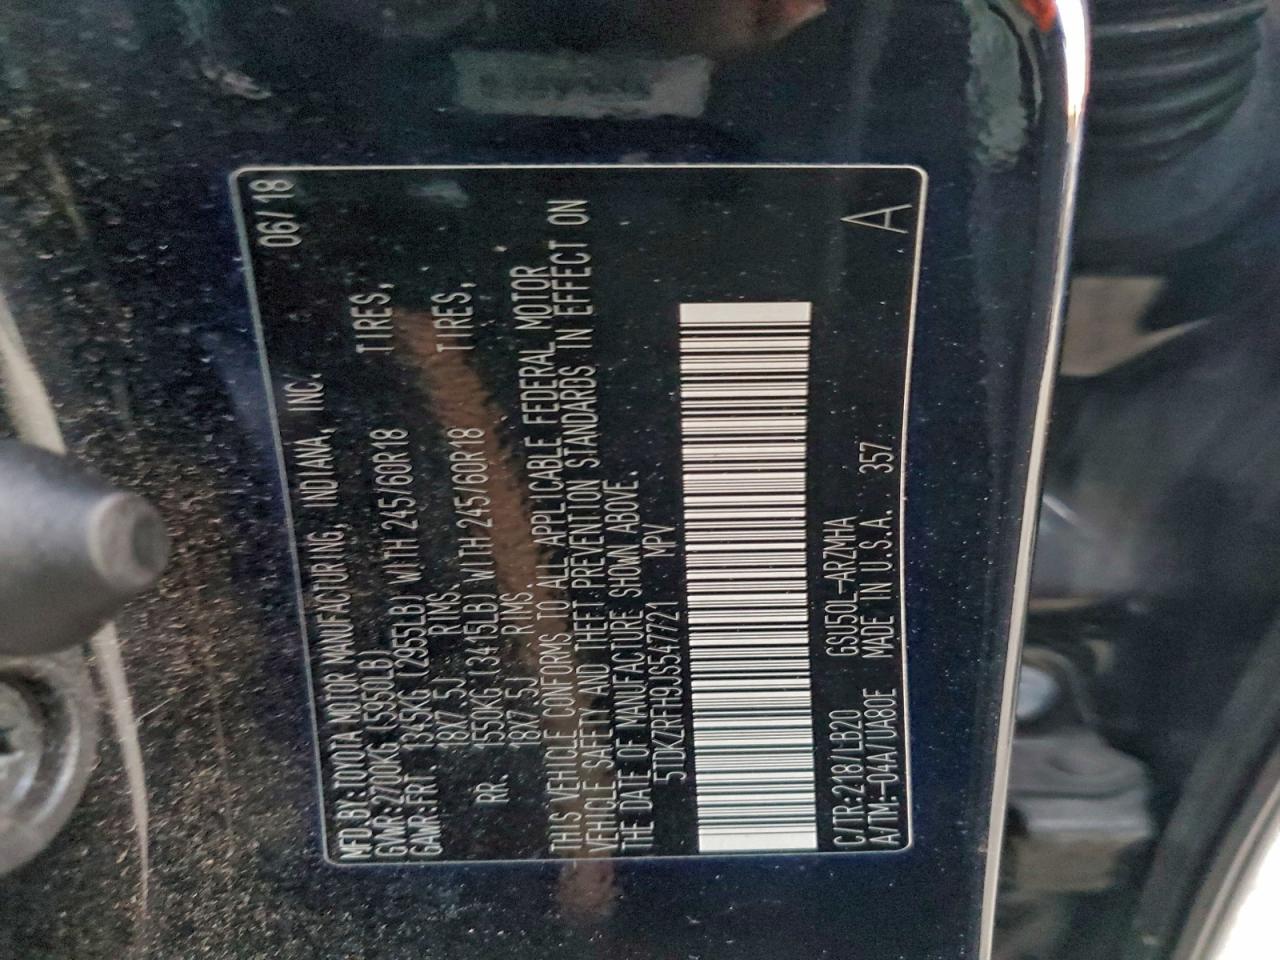 06/18
MFD.BY:TOYOTA MOTOR MANUFACTURING, INDIANA, INC.
GVWR:2700KG(5950LB)
GAWR:FRT. 1345KG(2955LB)WITH 245/60R18 TIRES,
18X7.5J RIMS.
RR. 1550KG(3415LB)WITH 245/60R18 TIRES,
18X7.5J RIMS.
THIS VEHICLE CONFORMS TO ALL APPLICABLE FEDERAL MOTOR
VEHICLE SAFETY AND THEFT PREVENTION STANDARDS IN EFFECT ON
THE DATE OF MANUFACTURE SHOWN ABOVE.
5TDKZRFH9JS547721 MPV
C/TR:218/LB20 GSU50L-ARZMHA
A/TM:-04A/UA80E MADE IN U.S.A. 357
A